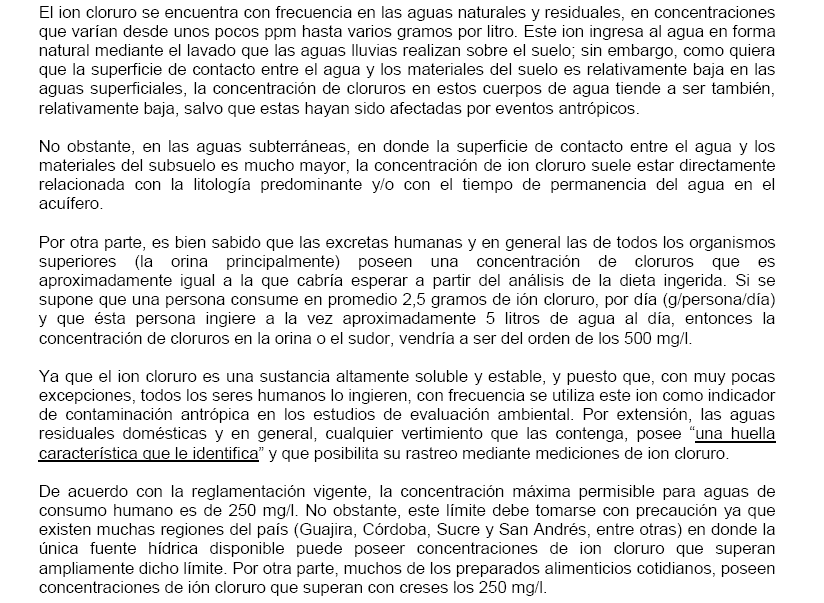 El ion cloruro se encuentra con frecuencia en las aguas naturales y residuales, en concentraciones
que varían desde unos pocos ppm hasta varios gramos por litro. Este ion ingresa al agua en forma
natural mediante el lavado que las aguas lluvias realizan sobre el suelo; sin embargo, como quiera
que la superficie de contacto entre el agua y los materiales del suelo es relativamente baja en las
aguas superficiales, la concentración de cloruros en estos cuerpos de agua tiende a ser también,
relativamente baja, salvo que estas hayan sido afectadas por eventos antrópicos.
No obstante, en las aguas subterráneas, en donde la superficie de contacto entre el agua y los
materiales del subsuelo es mucho mayor, la concentración de ion cloruro suele estar directamente
relacionada con la litología predominante y/o con el tiempo de permanencia del agua en el
acuífero.
Por otra parte, es bien sabido que las excretas humanas y en general las de todos los organismos
superiores (la orina principalmente) poseen una concentración de cloruros que es
aproximadamente igual a la que cabría esperar a partir del análisis de la dieta ingerida. Si se
supone que una persona consume en promedio 2,5 gramos de ión cloruro, por día (g/persona/día)
y que ésta persona ingiere a la vez aproximadamente 5 litros de agua al día, entonces la
concentración de cloruros en la orina o el sudor, vendría a ser del orden de los 500 mg/l.
Ya que el ion cloruro es una sustancia altamente soluble y estable, y puesto que, con muy pocas
excepciones, todos los seres humanos lo ingieren, con frecuencia se utiliza este ion como indicador
de contaminación antrópica en los estudios de evaluación ambiental. Por extensión, las aguas
residuales domésticas y en general, cualquier vertimiento que las contenga, posee “una huella
característica que le identifica” y que posibilita su rastreo mediante mediciones de ion cloruro.
De acuerdo con la reglamentación vigente, la concentración máxima permisible para aguas de
consumo humano es de 250 mg/l. No obstante, este límite debe tomarse con precaución ya que
existen muchas regiones del país (Guajira, Córdoba, Sucre y San Andrés, entre otras) en donde la
única fuente hídrica disponible puede poseer concentraciones de ion cloruro que superan
ampliamente dicho límite. Por otra parte, muchos de los preparados alimenticios cotidianos, poseen
concentraciones de ión cloruro que superan con creses los 250 mg/l.